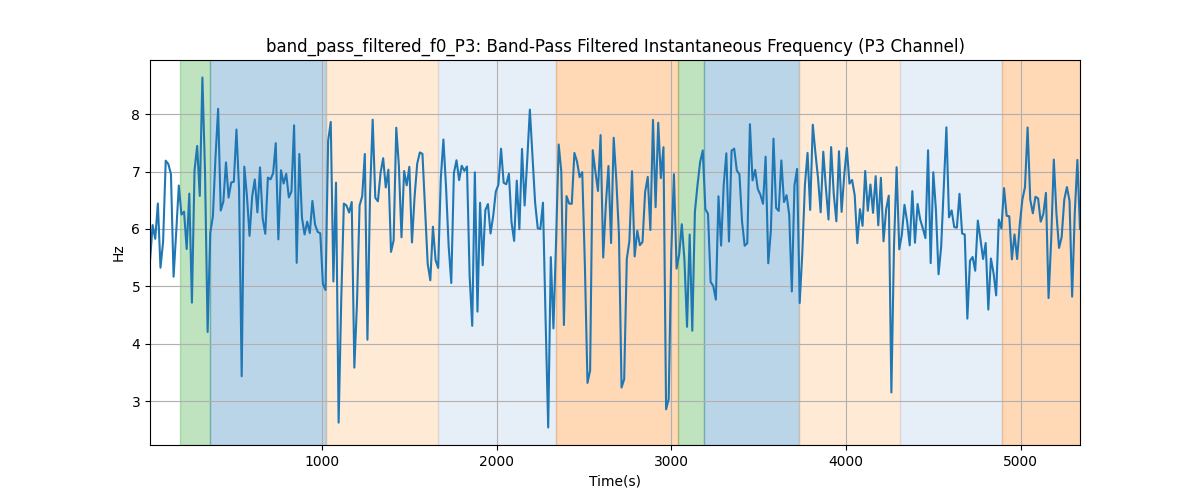 band_pass_filtered_f0_P3: Band-Pass Filtered Instantaneous Frequency (P3 Channel)
8
7
6
5
4
3
Hz
1000 2000 3000 4000 5000
Time(s)